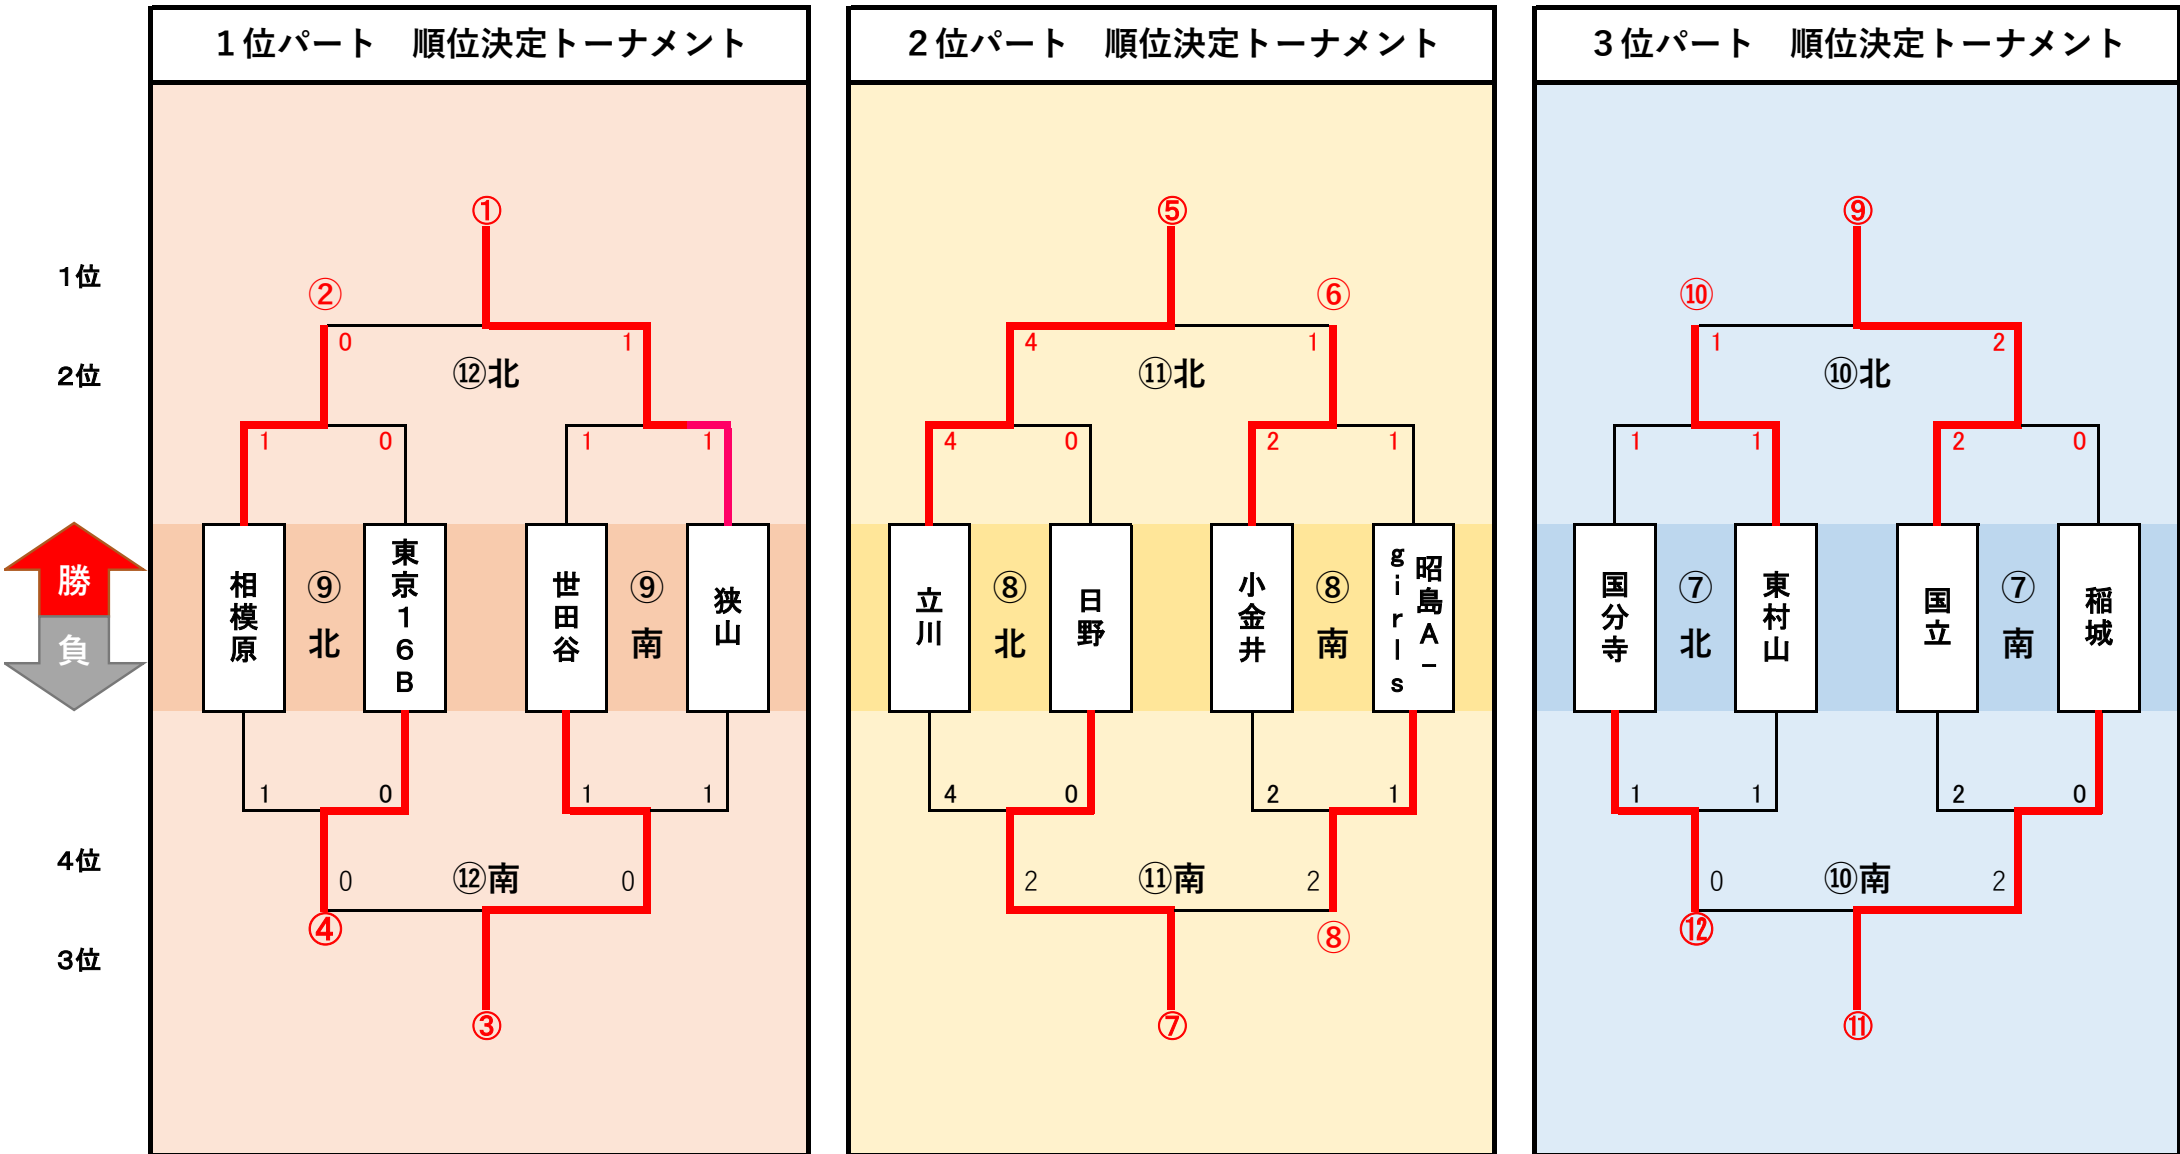 １位パート　順位決定トーナメント
２位パート　順位決定トーナメント
３位パート　順位決定トーナメント
①
⑤
⑨
1位
②
⑥
⑩
0
1
4
1
1
2
2位
⑫北
⑪北
⑩北
1
0
1
1
4
0
2
1
1
1
2
0
勝
負
相模原
⑨北
東京16B
世田谷
⑨南
狭山
立川
⑧北
日野
小金井
⑧南
昭島A-
girls
国分寺
⑦北
東村山
国立
⑦南
稲城
1
0
1
1
4
0
2
1
1
1
2
0
4位
0
⑫南
0
2
⑪南
2
0
⑩南
2
④
⑧
⑫
3位
③
⑦
⑪